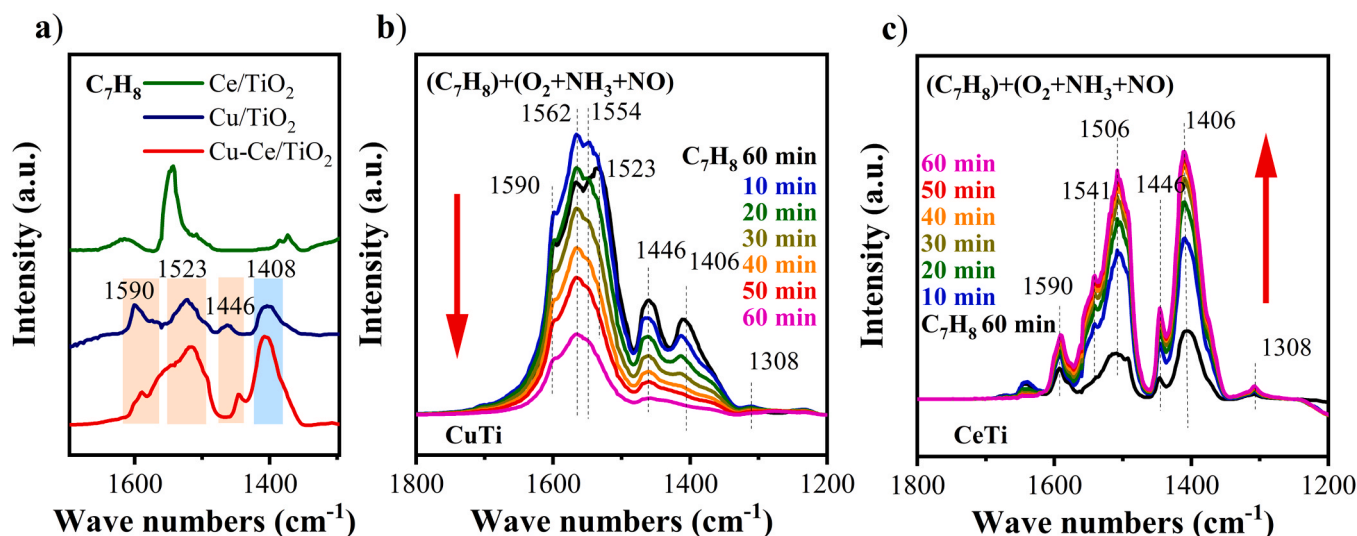 a)
C₇H₈
Ce/TiO₂
Cu/TiO₂
Cu-Ce/TiO₂
1523
1408
1590
1446
Intensity (a.u.)
1600
1400
Wave numbers (cm⁻¹)
b)
(C₇H₈)+(O₂+NH₃+NO)
1562
1554
C₇H₈ 60 min
1523
1590
10 min
20 min
30 min
1446
40 min
1406
50 min
60 min
1308
CuTi
Intensity (a.u.)
1800
1600
1400
1200
Wave numbers (cm⁻¹)
c)
(C₇H₈)+(O₂+NH₃+NO)
1506
1406
60 min
50 min
1541
1446
40 min
30 min
20 min
1590
10 min
C₇H₈ 60 min
1308
CeTi
Intensity (a.u.)
1800
1600
1400
1200
Wave numbers (cm⁻¹)